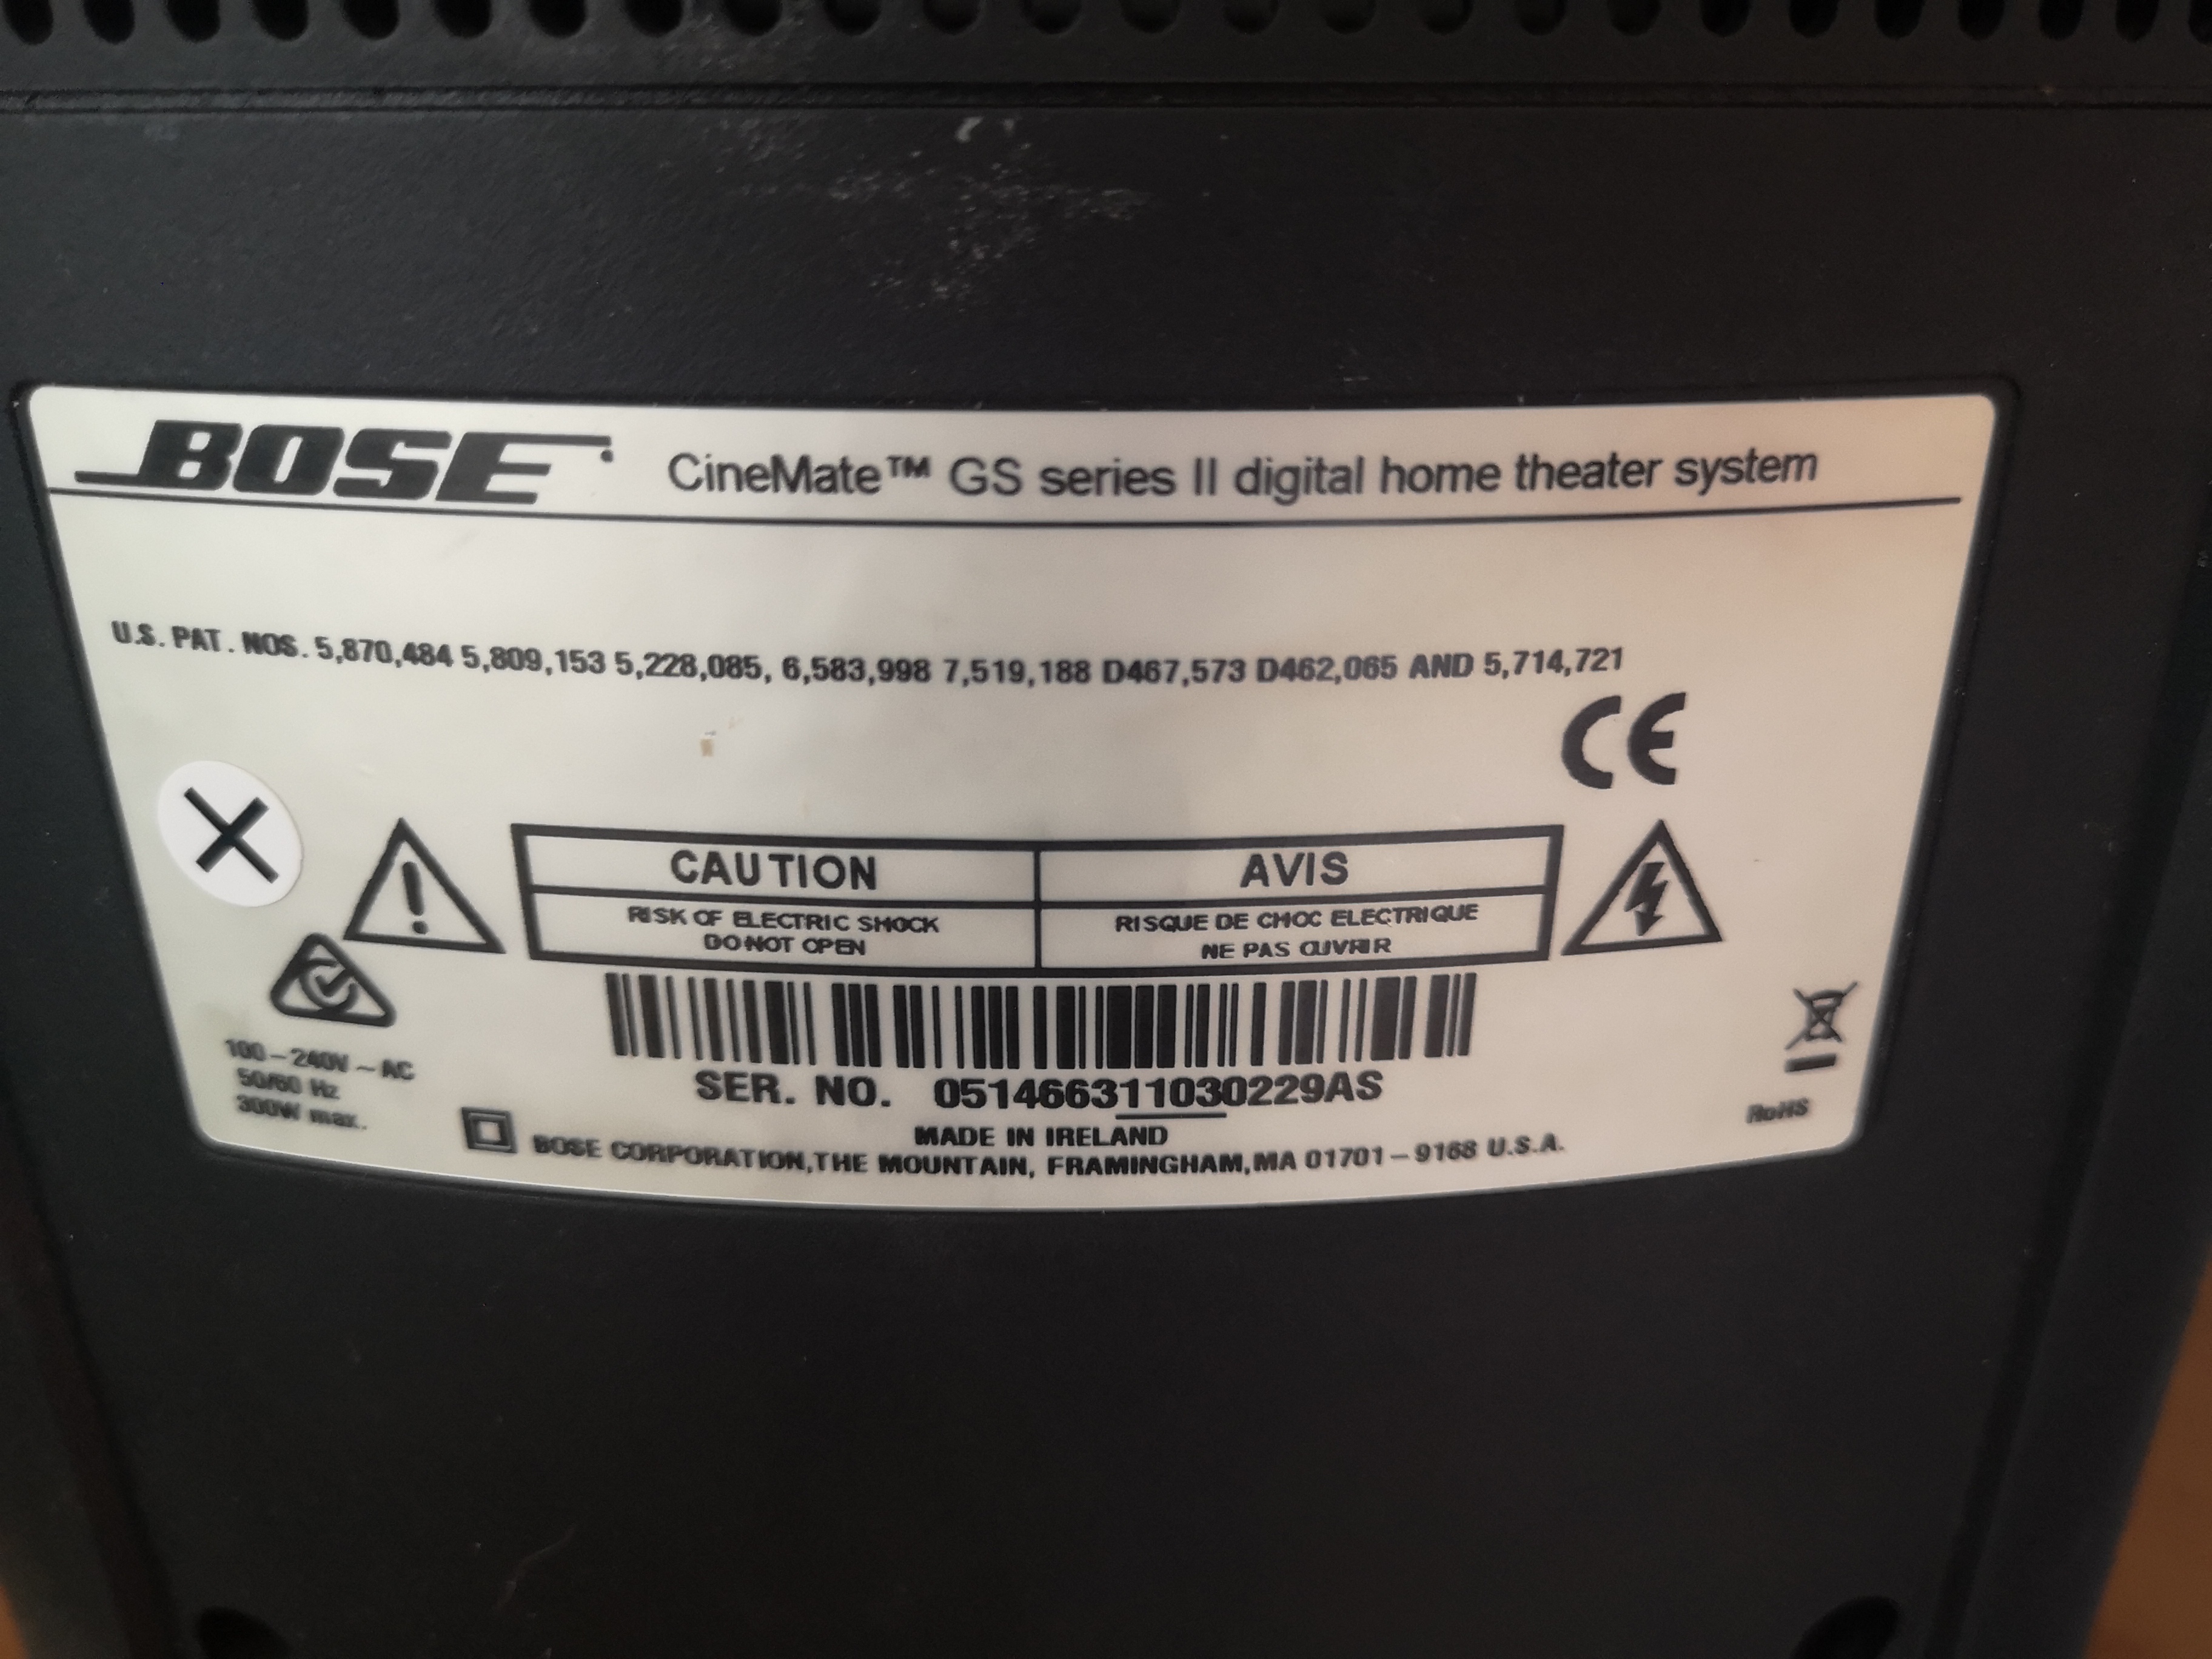 BOSE CineMate™ GS series II digital home theater system
U.S. PAT. NOS. 5,870,484 5,809,153 5,228,085, 6,583,998 7,519,188 D467,573 D462,065 AND 5,714,721
CE
CAUTION AVIS
RISK OF ELECTRIC SHOCK RISQUE DE CHOC ELECTRIQUE
DO NOT OPEN NE PAS OUVRIR
100-240V ~ AC
50/60 Hz
300W max.
SER. NO. 051466311030229AS
MADE IN IRELAND
BOSE CORPORATION, THE MOUNTAIN, FRAMINGHAM, MA 01701-9168 U.S.A.
RoHS